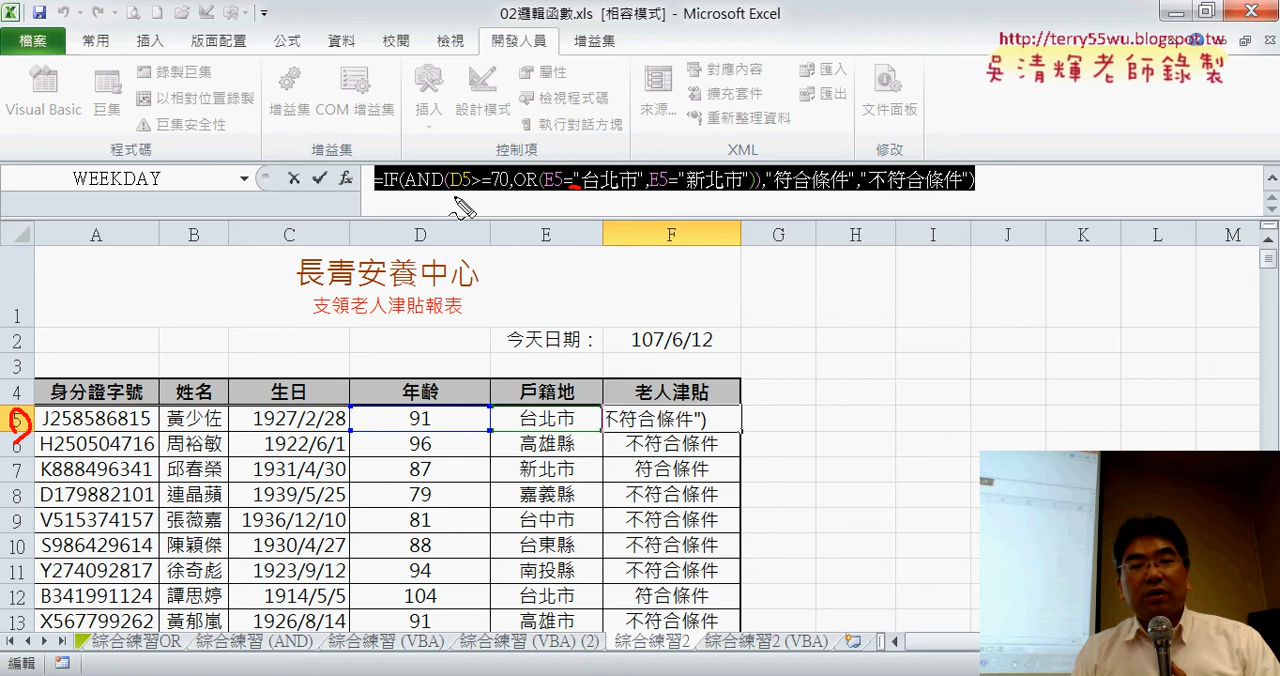 02邏輯函數.xls [相容模式] - Microsoft Excel
檔案 常用 插入 版面配置 公式 資料 校閱 檢視 開發人員 增益集
http://terry55wu.blogspot.tw
吳清輝老師錄製
Visual Basic 巨集 錄製巨集 以相對位置錄製 巨集安全性 增益集 COM 增益集 插入 設計模式 屬性 檢視程式碼 執行對話方塊 來源... 對應內容 擴充套件 重新整理資料 匯入 匯出 文件面板
程式碼 增益集 控制項 XML 修改
WEEKDAY fx =IF(AND(D5>=70,OR(E5="台北市",E5="新北市")),"符合條件","不符合條件")
A B C D E F G H I J K L M
長青安養中心
1 支領老人津貼報表
2 今天日期： 107/6/12
3
4 身分證字號 姓名 生日 年齡 戶籍地 老人津貼
5 J258586815 黃少佐 1927/2/28 91 台北市 不符合條件")
6 H250504716 周裕敏 1922/6/1 96 高雄縣 不符合條件
7 K888496341 邱春榮 1931/4/30 87 新北市 符合條件
8 D179882101 連晶蘋 1939/5/25 79 嘉義縣 不符合條件
9 V515374157 張薇嘉 1936/12/10 81 台中市 不符合條件
10 S986429614 陳穎傑 1930/4/27 88 台東縣 不符合條件
11 Y274092817 徐奇彪 1923/9/12 94 南投縣 不符合條件
12 B341991124 譚思婷 1914/5/5 104 台北市 符合條件
13 X567799262 黃郁嵐 1926/8/14 91 高雄市 不符合條件
綜合練習OR 綜合練習 (AND) 綜合練習 (VBA) 綜合練習 (VBA) (2) 綜合練習2 綜合練習2 (VBA)
編輯